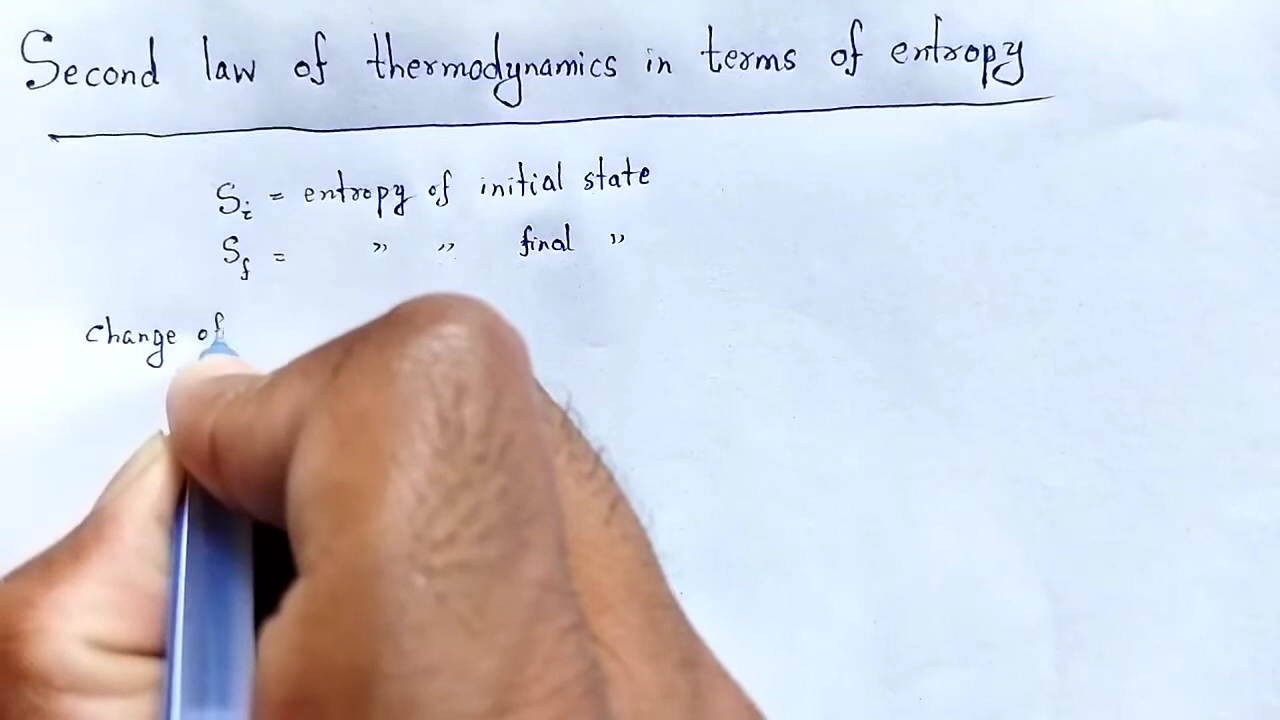 Second law of thermodynamics in terms of entropy
Si = entropy of initial state
Sf = " " final "
change of